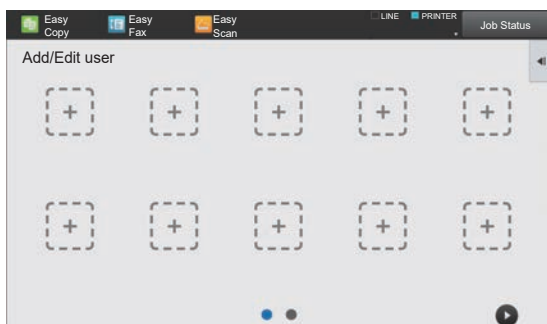 Easy
Copy
Easy
Fax
Easy
Scan
LINE
PRINTER
Job Status
Add/Edit user